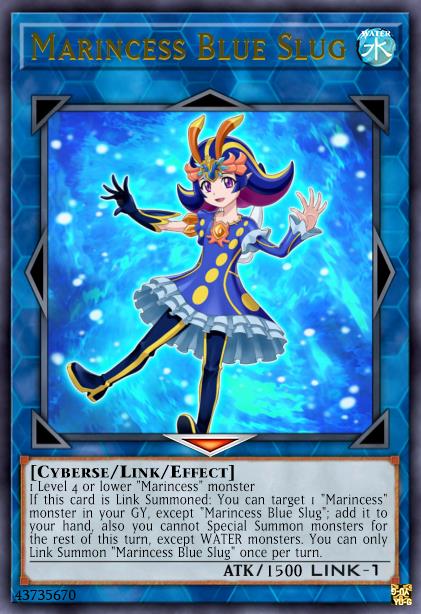 Marincess Blue Slug
WATER
水
[Cyberse/Link/Effect]
1 Level 4 or lower "Marincess" monster
If this card is Link Summoned: You can target 1 "Marincess"
monster in your GY, except "Marincess Blue Slug"; add it to
your hand, also you cannot Special Summon monsters for
the rest of this turn, except WATER monsters. You can only
Link Summon "Marincess Blue Slug" once per turn.
ATK/1500 LINK-1
43735670